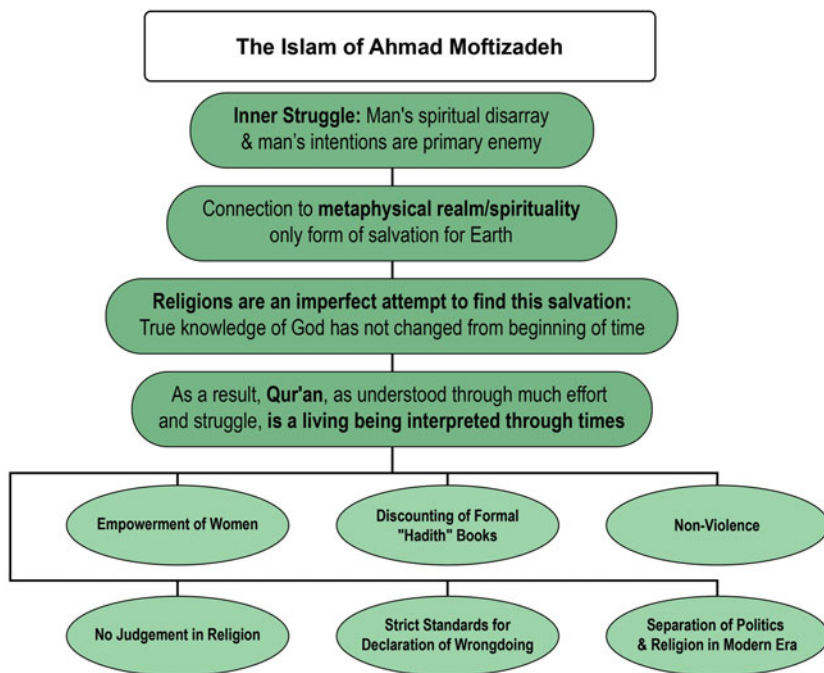 The Islam of Ahmad Moftizadeh
Inner Struggle: Man's spiritual disarray
& man's intentions are primary enemy
Connection to metaphysical realm/spirituality
only form of salvation for Earth
Religions are an imperfect attempt to find this salvation:
True knowledge of God has not changed from beginning of time
As a result, Qur'an, as understood through much effort
and struggle, is a living being interpreted through times
Empowerment of Women
Discounting of Formal
"Hadith" Books
Non-Violence
No Judgement in Religion
Strict Standards for
Declaration of Wrongdoing
Separation of Politics
& Religion in Modern Era